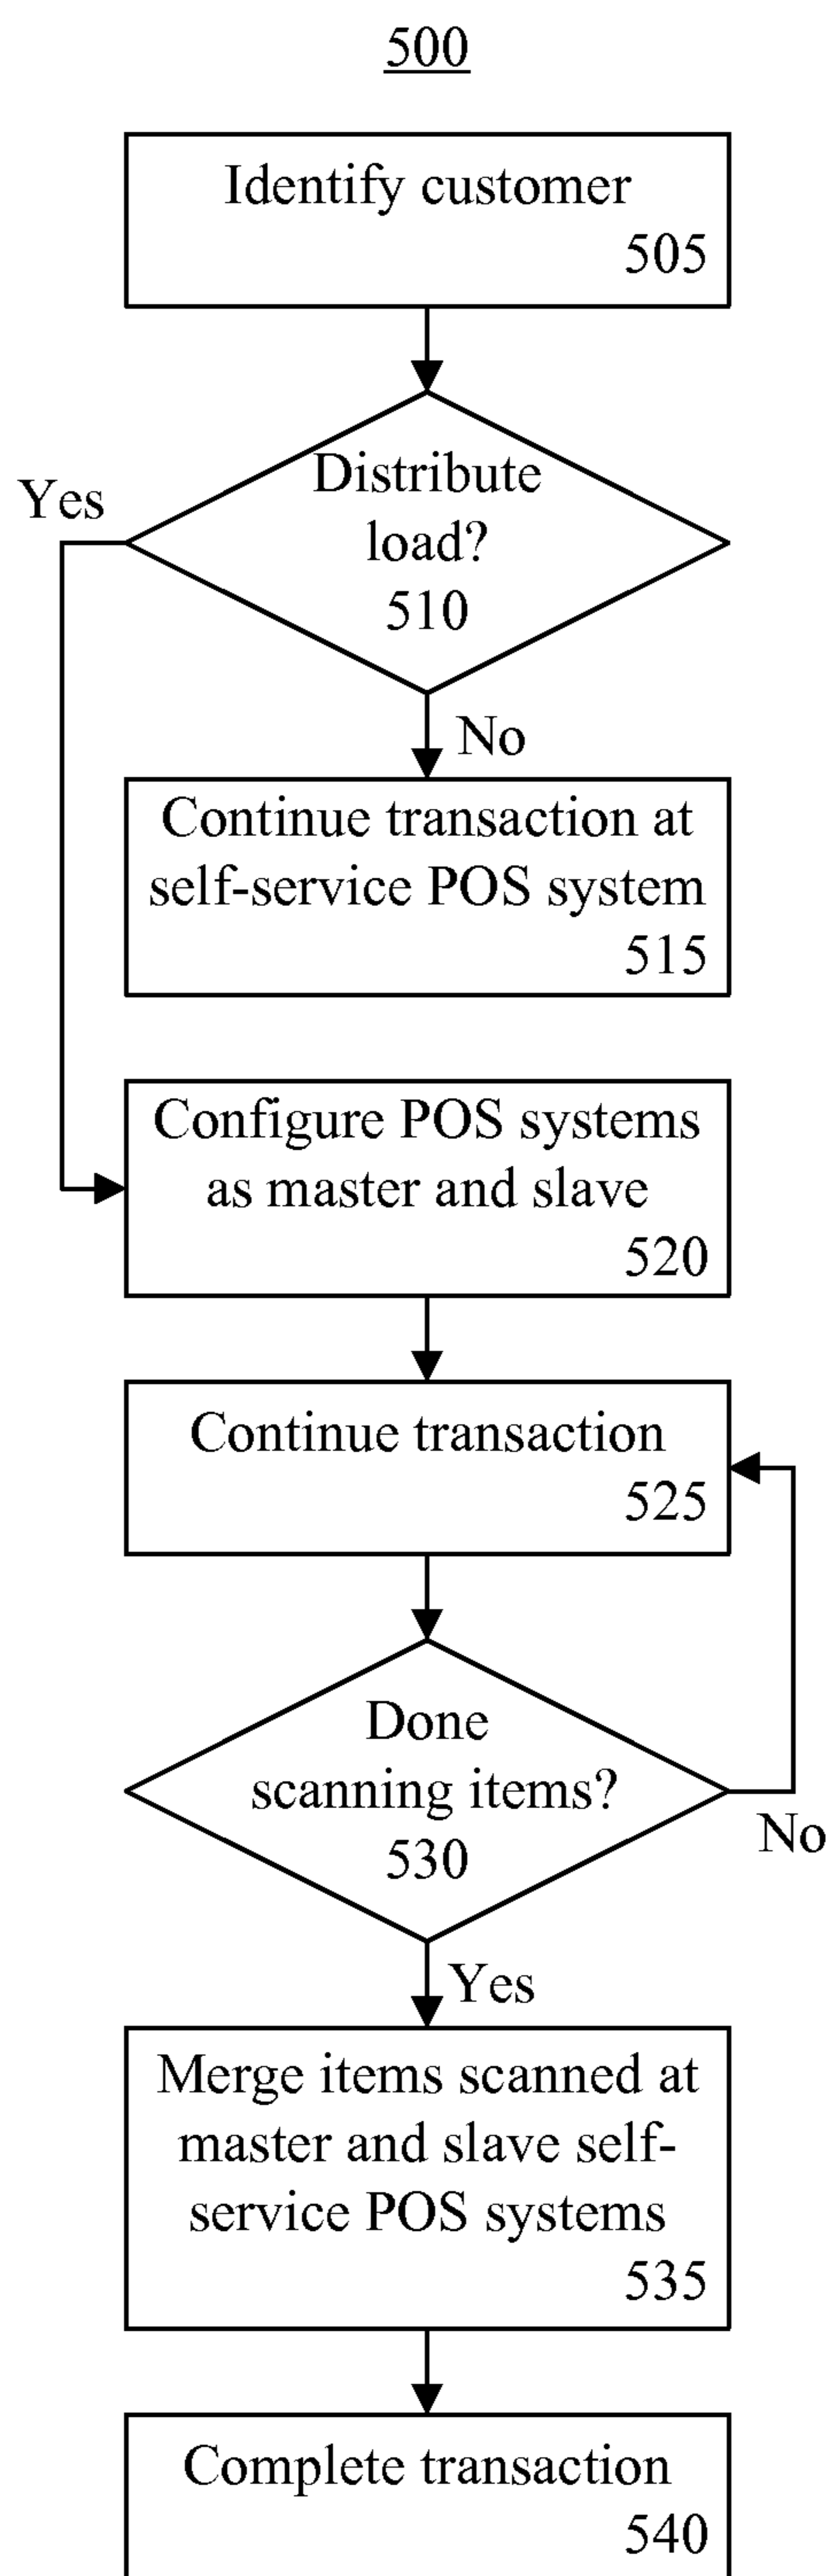 500
Identify customer
505
Distribute
load?
510
Yes
No
Continue transaction at
self-service POS system
515
Configure POS systems
as master and slave
520
Continue transaction
525
Done
scanning items?
530
No
Yes
Merge items scanned at
master and slave self-
service POS systems
535
Complete transaction
540